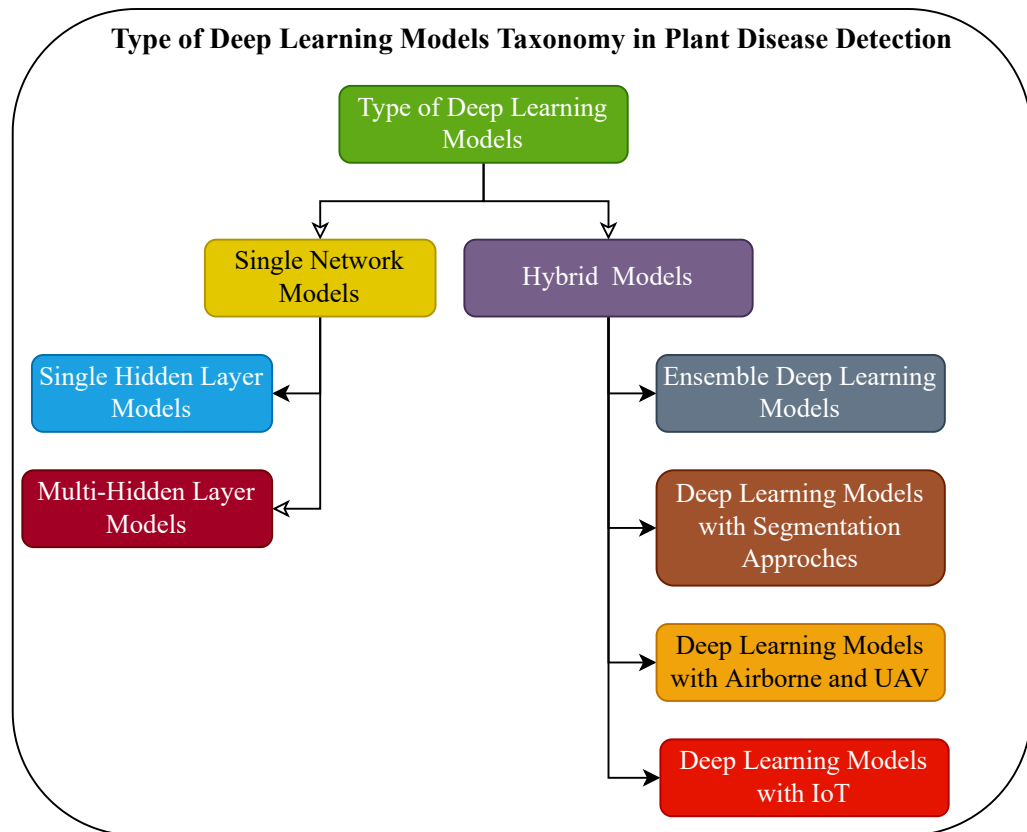 Type of Deep Learning Models Taxonomy in Plant Disease Detection
Type of Deep Learning
Models
Single Network
Models
Hybrid Models
Single Hidden Layer
Models
Ensemble Deep Learning
Models
Multi-Hidden Layer
Models
Deep Learning Models
with Segmentation
Approches
Deep Learning Models
with Airborne and UAV
Deep Learning Models
with IoT